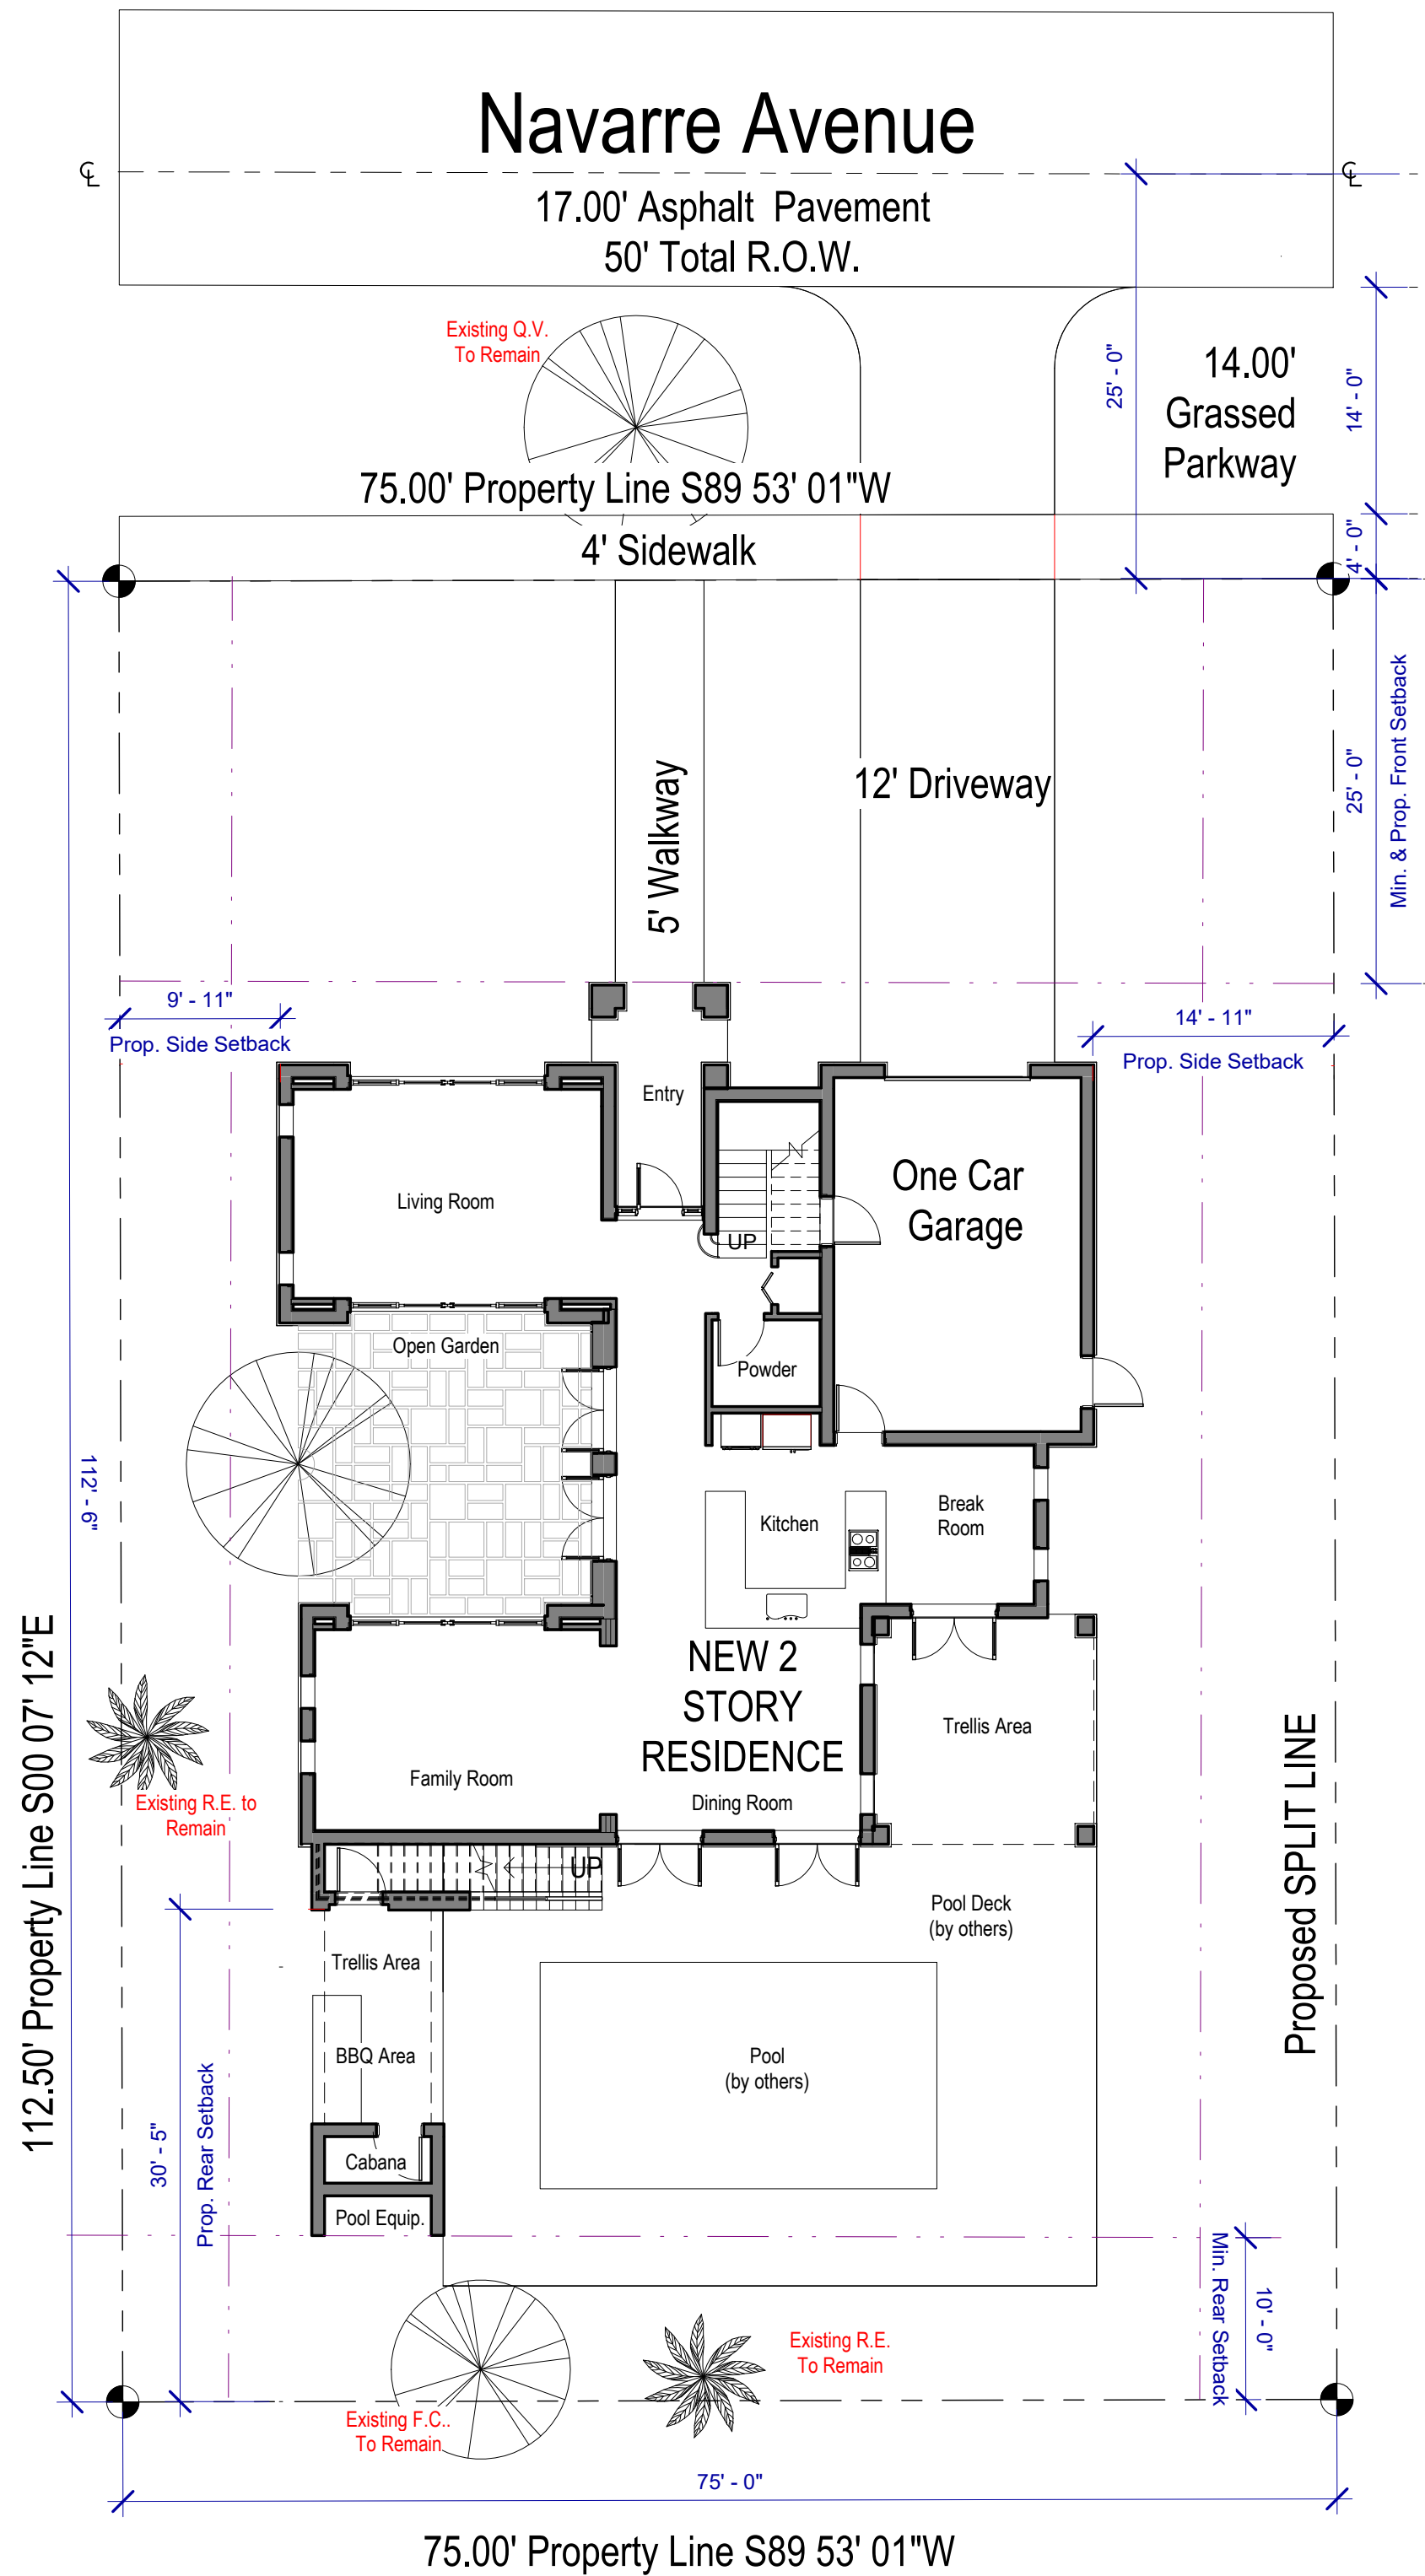 Navarre Avenue
℄
℄
17.00' Asphalt Pavement
50' Total R.O.W.
Existing Q.V.
To Remain
25' - 0"
14.00'
Grassed
Parkway
14' - 0"
75.00' Property Line S89 53' 01"W
4' Sidewalk
4' - 0"
5' Walkway
12' Driveway
25' - 0"
Min. & Prop. Front Setback
9' - 11"
Prop. Side Setback
14' - 11"
Prop. Side Setback
Entry
Living Room
One Car
Garage
UP
Open Garden
Powder
112' - 6"
112.50' Property Line S00 07' 12"E
Kitchen
Break
Room
NEW 2
STORY
RESIDENCE
Trellis Area
Family Room
Dining Room
Existing R.E. to
Remain
Proposed SPLIT LINE
UP
Pool Deck
(by others)
Trellis Area
BBQ Area
Pool
(by others)
30' - 5"
Prop. Rear Setback
Cabana
Pool Equip.
Min. Rear Setback
10' - 0"
Existing R.E.
To Remain
Existing F.C..
To Remain
75' - 0"
75.00' Property Line S89 53' 01"W